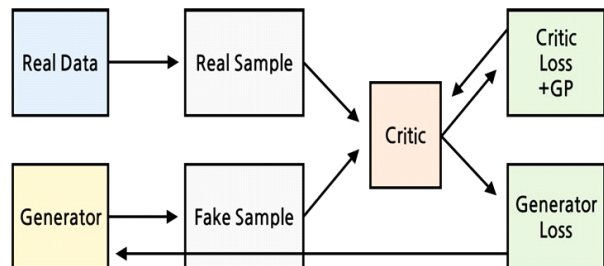 Real Data
Real Sample
Critic
Loss
+GP
Critic
Generator
Fake Sample
Generator
Loss